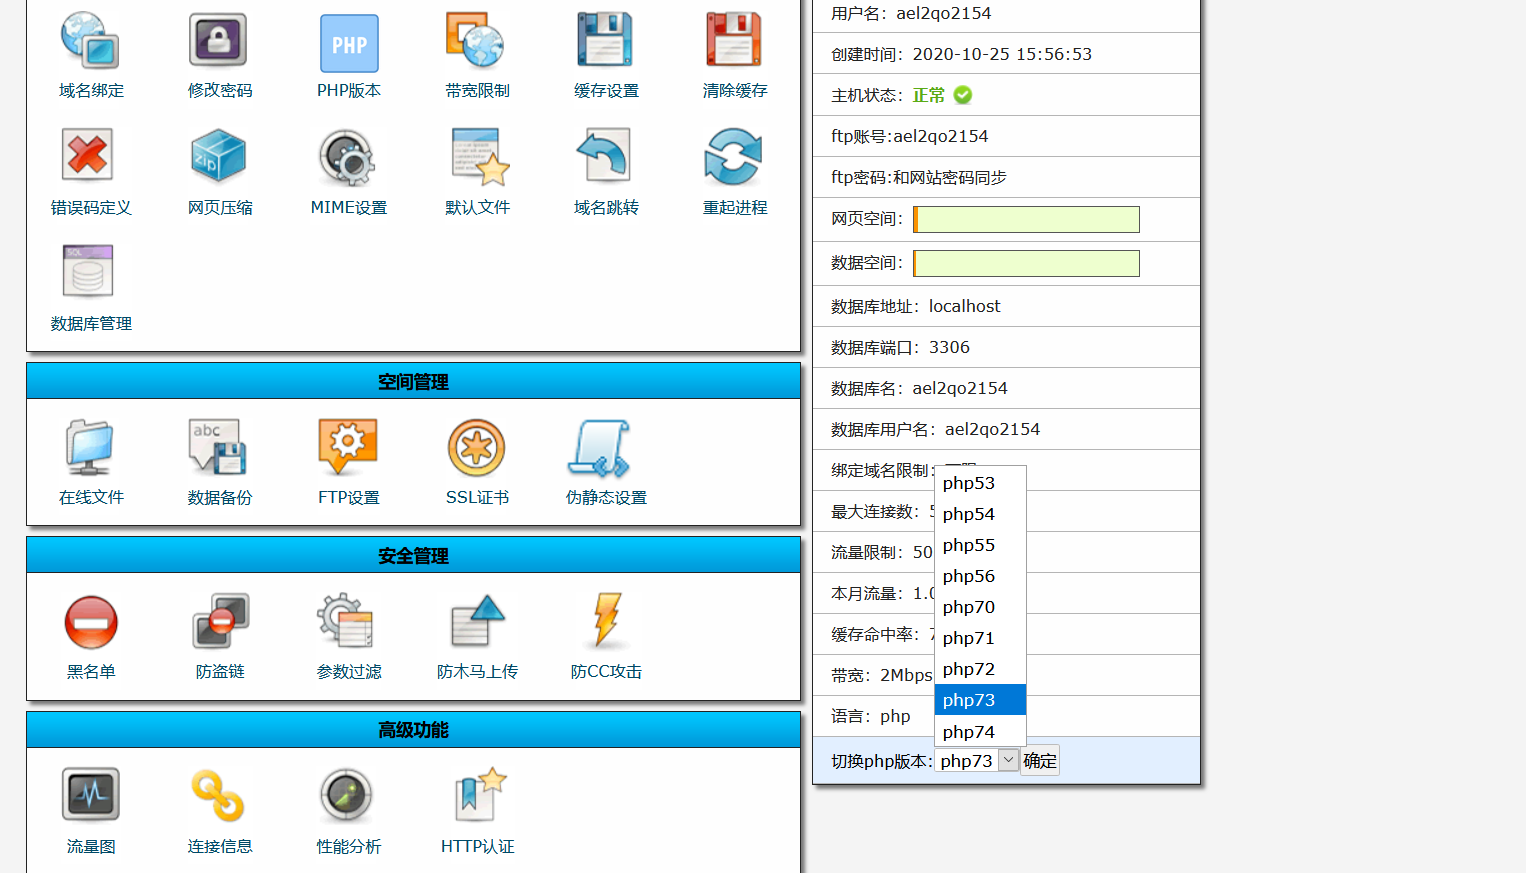 域名绑定 修改密码 PHP版本 带宽限制 缓存设置 清除缓存
PHP
zip
错误码定义 网页压缩 MIME设置 默认文件 域名跳转 重起进程
SQL
数据库管理
空间管理
abc
在线文件 数据备份 FTP设置 SSL证书 伪静态设置
安全管理
黑名单 防盗链 参数过滤 防木马上传 防CC攻击
高级功能
流量图 连接信息 性能分析 HTTP认证
用户名：ael2qo2154
创建时间：2020-10-25 15:56:53
主机状态：正常
ftp账号:ael2qo2154
ftp密码:和网站密码同步
网页空间：
数据空间：
数据库地址：localhost
数据库端口：3306
数据库名：ael2qo2154
数据库用户名：ael2qo2154
绑定域名限制：
最大连接数：
流量限制：50
本月流量：1.
缓存命中率：
带宽：2Mbps
语言：php
php53
php54
php55
php56
php70
php71
php72
php73
php74
切换php版本：php73 确定